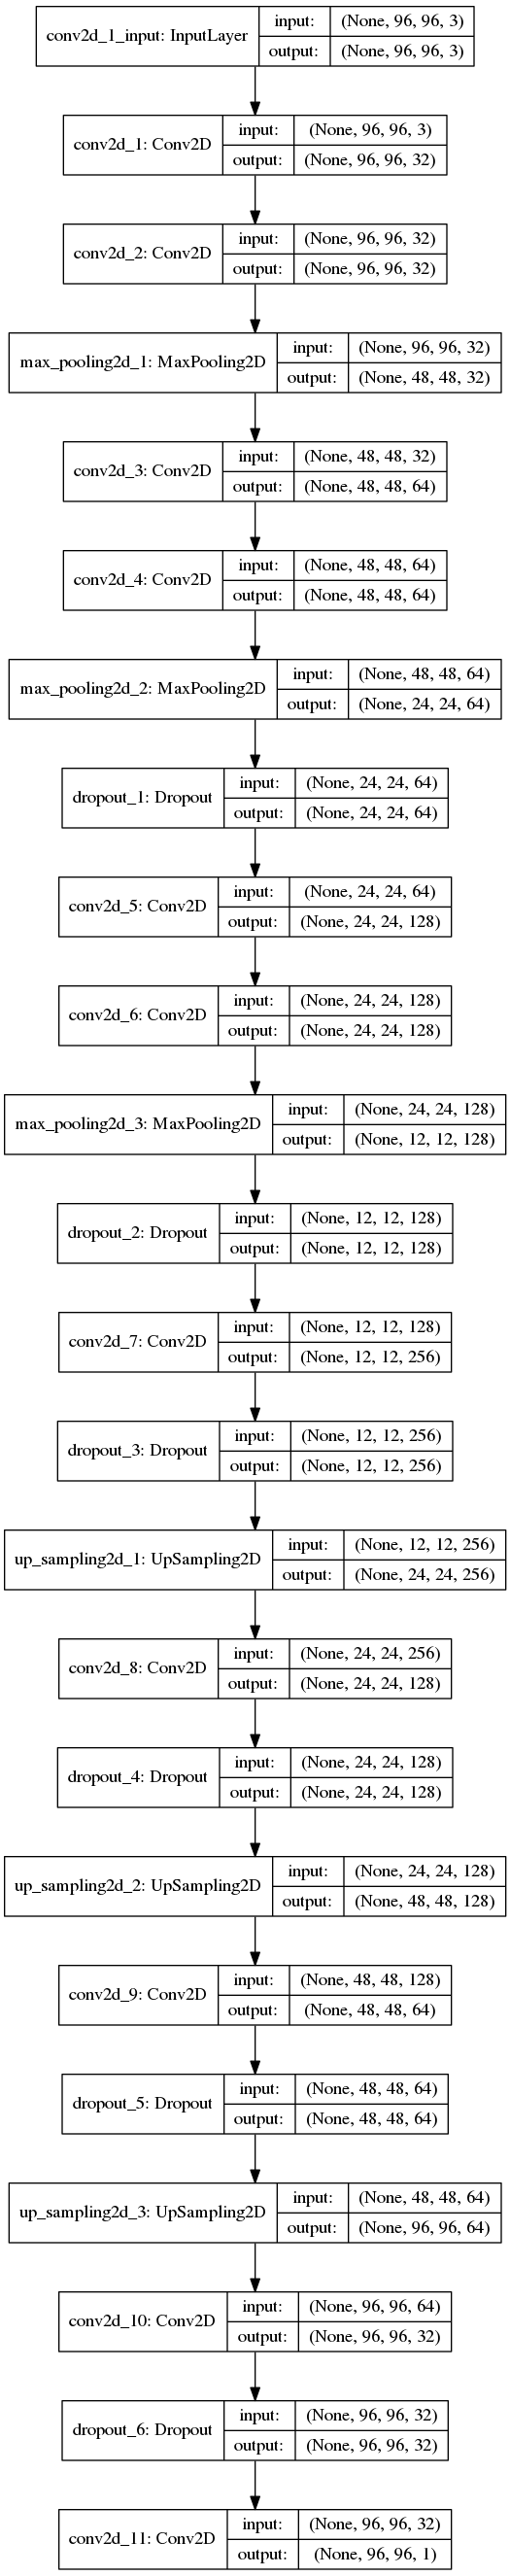 conv2d_1_input: InputLayer
input: (None, 96, 96, 3)
output: (None, 96, 96, 3)
conv2d_1: Conv2D
input: (None, 96, 96, 3)
output: (None, 96, 96, 32)
conv2d_2: Conv2D
input: (None, 96, 96, 32)
output: (None, 96, 96, 32)
max_pooling2d_1: MaxPooling2D
input: (None, 96, 96, 32)
output: (None, 48, 48, 32)
conv2d_3: Conv2D
input: (None, 48, 48, 32)
output: (None, 48, 48, 64)
conv2d_4: Conv2D
input: (None, 48, 48, 64)
output: (None, 48, 48, 64)
max_pooling2d_2: MaxPooling2D
input: (None, 48, 48, 64)
output: (None, 24, 24, 64)
dropout_1: Dropout
input: (None, 24, 24, 64)
output: (None, 24, 24, 64)
conv2d_5: Conv2D
input: (None, 24, 24, 64)
output: (None, 24, 24, 128)
conv2d_6: Conv2D
input: (None, 24, 24, 128)
output: (None, 24, 24, 128)
max_pooling2d_3: MaxPooling2D
input: (None, 24, 24, 128)
output: (None, 12, 12, 128)
dropout_2: Dropout
input: (None, 12, 12, 128)
output: (None, 12, 12, 128)
conv2d_7: Conv2D
input: (None, 12, 12, 128)
output: (None, 12, 12, 256)
dropout_3: Dropout
input: (None, 12, 12, 256)
output: (None, 12, 12, 256)
up_sampling2d_1: UpSampling2D
input: (None, 12, 12, 256)
output: (None, 24, 24, 256)
conv2d_8: Conv2D
input: (None, 24, 24, 256)
output: (None, 24, 24, 128)
dropout_4: Dropout
input: (None, 24, 24, 128)
output: (None, 24, 24, 128)
up_sampling2d_2: UpSampling2D
input: (None, 24, 24, 128)
output: (None, 48, 48, 128)
conv2d_9: Conv2D
input: (None, 48, 48, 128)
output: (None, 48, 48, 64)
dropout_5: Dropout
input: (None, 48, 48, 64)
output: (None, 48, 48, 64)
up_sampling2d_3: UpSampling2D
input: (None, 48, 48, 64)
output: (None, 96, 96, 64)
conv2d_10: Conv2D
input: (None, 96, 96, 64)
output: (None, 96, 96, 32)
dropout_6: Dropout
input: (None, 96, 96, 32)
output: (None, 96, 96, 32)
conv2d_11: Conv2D
input: (None, 96, 96, 32)
output: (None, 96, 96, 1)